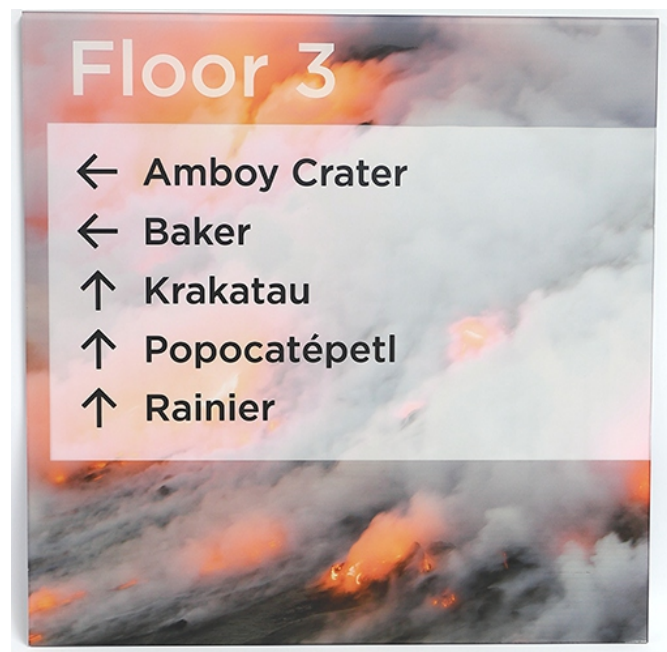 Floor 3
← Amboy Crater
← Baker
↑ Krakatau
↑ Popocatépetl
↑ Rainier